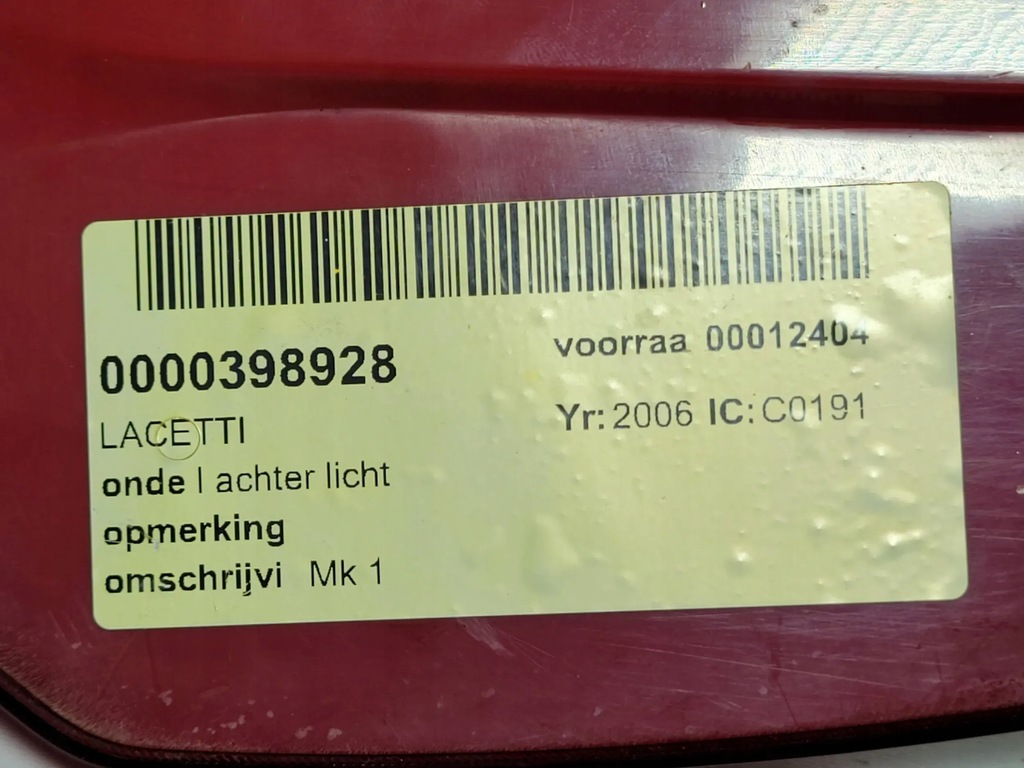 0000398928
voorraa 00012404
LACETTI
Yr: 2006 IC: C0191
onde l achter licht
opmerking
omschrijvi Mk 1